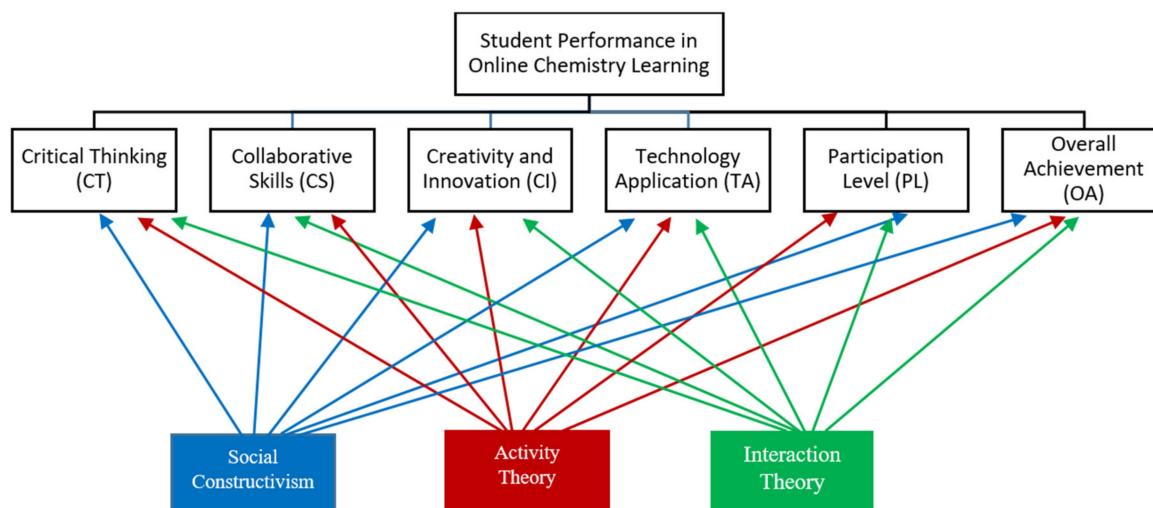 Student Performance in
Online Chemistry Learning
Critical Thinking
(CT)
Collaborative
Skills (CS)
Creativity and
Innovation (CI)
Technology
Application (TA)
Participation
Level (PL)
Overall
Achievement
(OA)
Social
Constructivism
Activity
Theory
Interaction
Theory